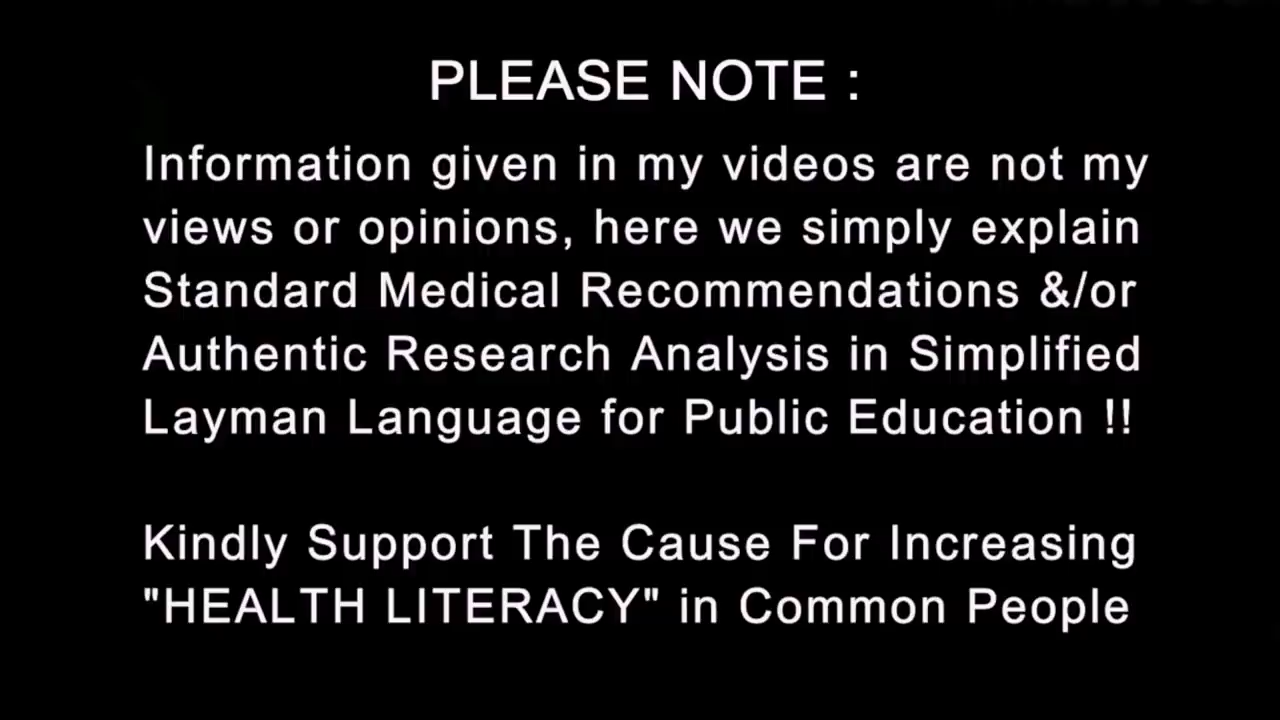 PLEASE NOTE :
Information given in my videos are not my
views or opinions, here we simply explain
Standard Medical Recommendations &/or
Authentic Research Analysis in Simplified
Layman Language for Public Education !!
Kindly Support The Cause For Increasing
"HEALTH LITERACY" in Common People